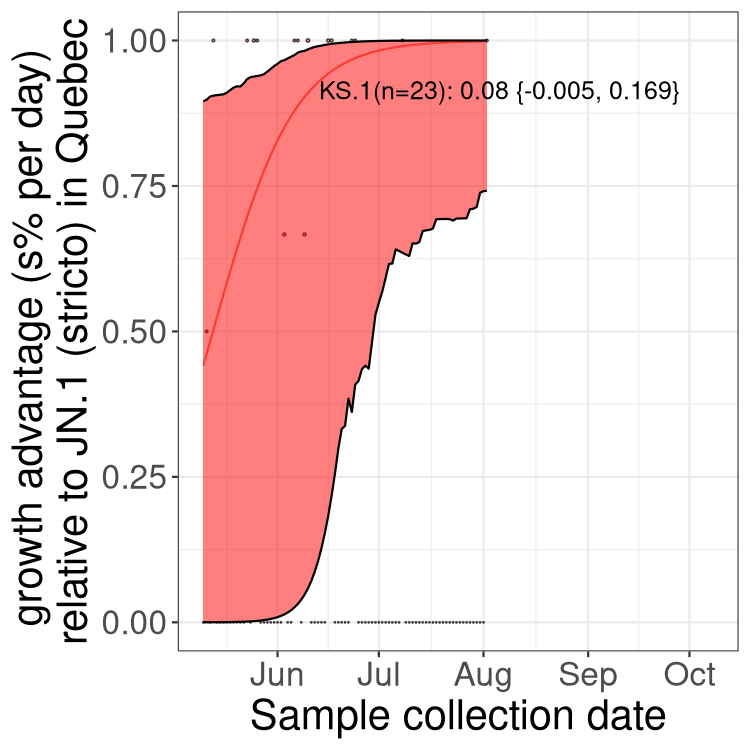 growth advantage (s% per day)
relative to JN.1 (stricto) in Quebec
1.00
0.75
0.50
0.25
0.00
KS.1(n=23): 0.08 {-0.005, 0.169}
Jun Jul Aug Sep Oct
Sample collection date